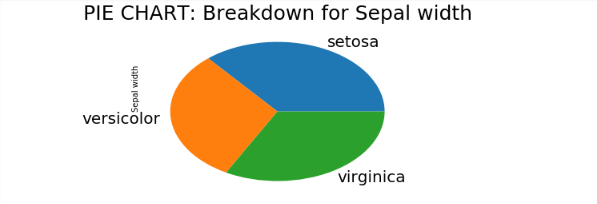 PIE CHART: Breakdown for Sepal width
setosa
Sepal width
versicolor
virginica